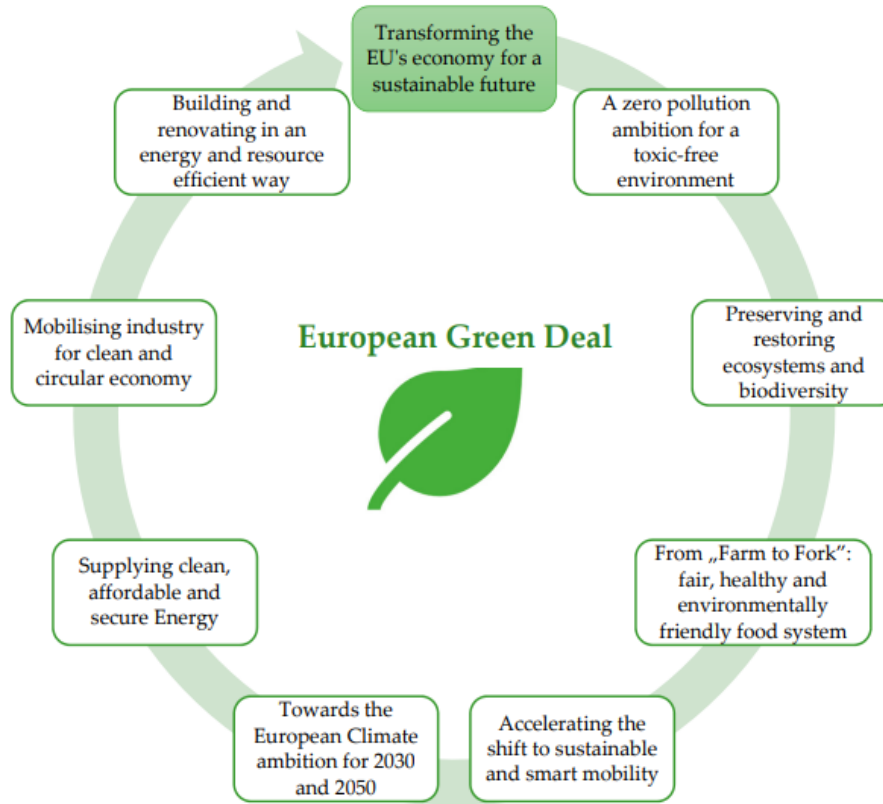 Transforming the
EU's economy for a
sustainable future
A zero pollution
ambition for a
toxic-free
environment
Preserving and
restoring
ecosystems and
biodiversity
From „Farm to Fork”:
fair, healthy and
environmentally
friendly food system
Accelerating the
shift to sustainable
and smart mobility
Towards the
European Climate
ambition for 2030
and 2050
Supplying clean,
affordable and
secure Energy
Mobilising industry
for clean and
circular economy
Building and
renovating in an
energy and resource
efficient way
European Green Deal